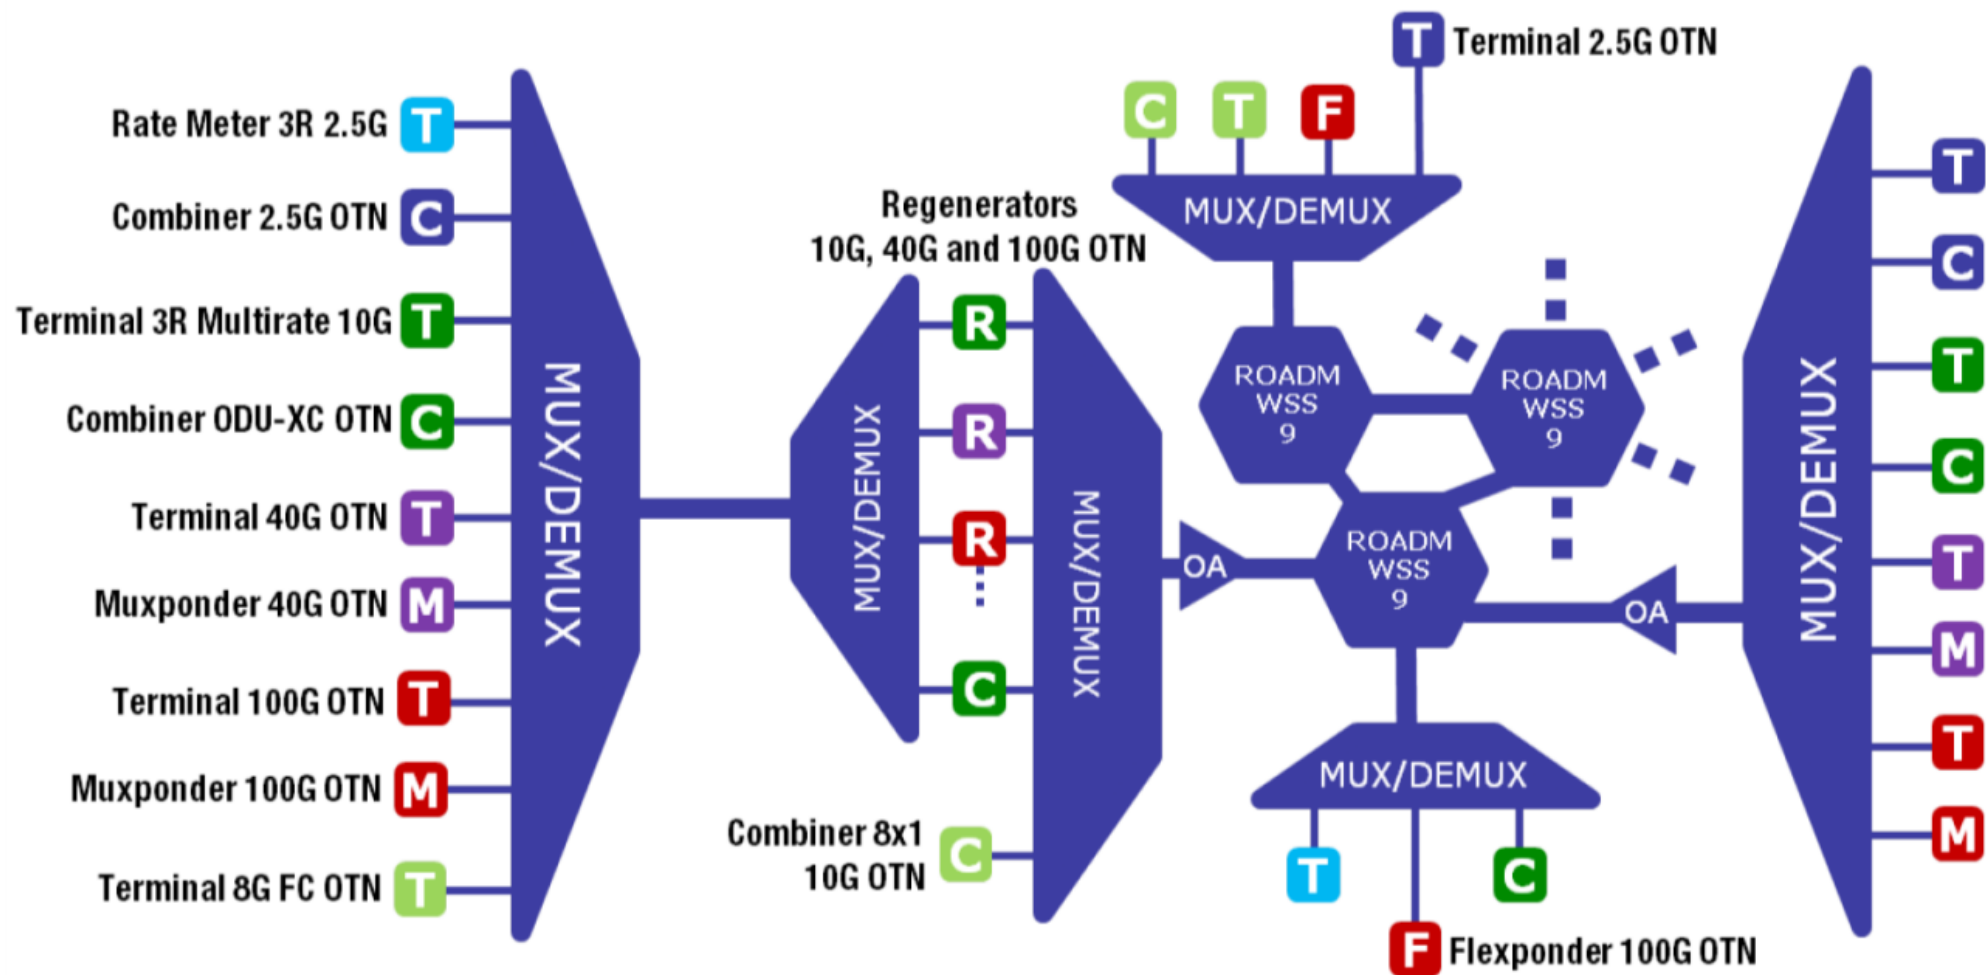 Rate Meter 3R 2.5G T
Combiner 2.5G OTN C
Terminal 3R Multirate 10G T
Combiner ODU-XC OTN C
Terminal 40G OTN T
Muxponder 40G OTN M
Terminal 100G OTN T
Muxponder 100G OTN M
Terminal 8G FC OTN T
MUX/DEMUX
Regenerators
10G, 40G and 100G OTN
MUX/DEMUX
R
R
R
C
Combiner 8x1
10G OTN
C
MUX/DEMUX
OA
T Terminal 2.5G OTN
C T F
MUX/DEMUX
ROADM
WSS
9
ROADM
WSS
9
ROADM
WSS
9
OA
MUX/DEMUX
T C
F Flexponder 100G OTN
MUX/DEMUX
T
C
T
C
T
M
T
M